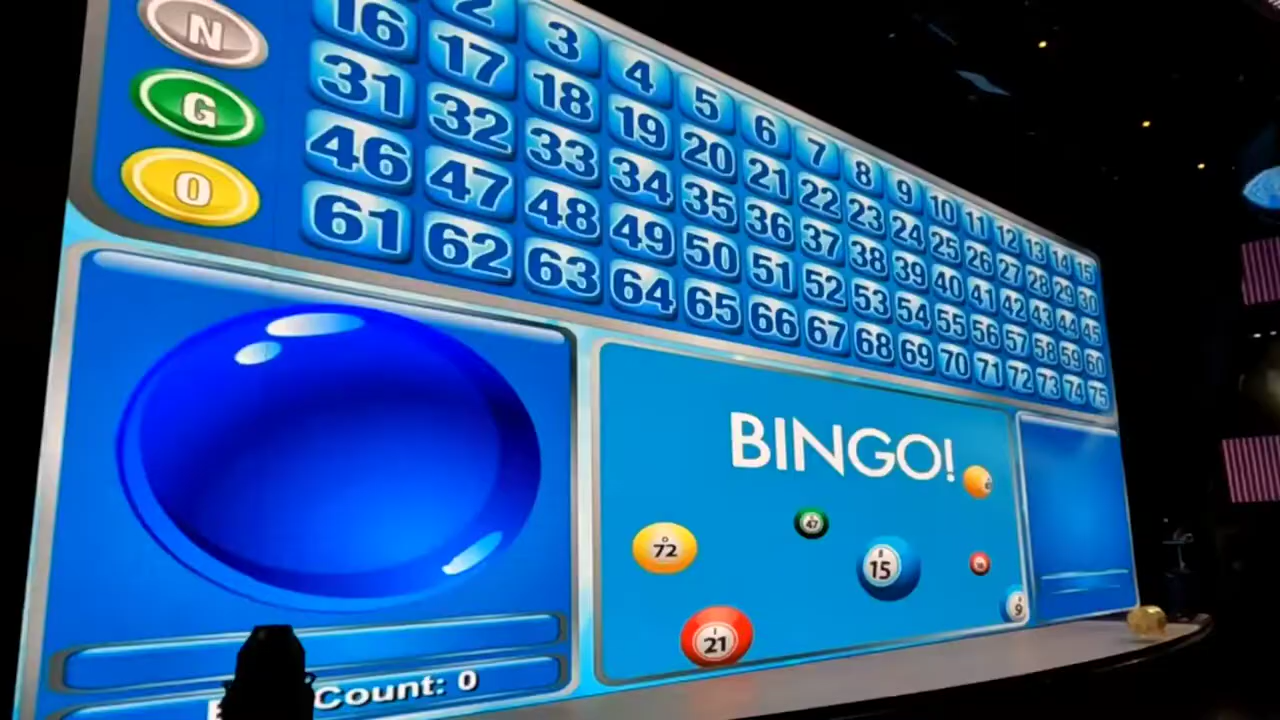 2 3 4 5 6 7 8 9 10 11 12 13 14 15
N 16 17 18 19 20 21 22 23 24 25 26 27 28 29 30
G 31 32 33 34 35 36 37 38 39 40 41 42 43 44 45
O 46 47 48 49 50 51 52 53 54 55 56 57 58 59 60
61 62 63 64 65 66 67 68 69 70 71 72 73 74 75
BINGO!
O 72
47
B 15
9
I 21
Count: 0